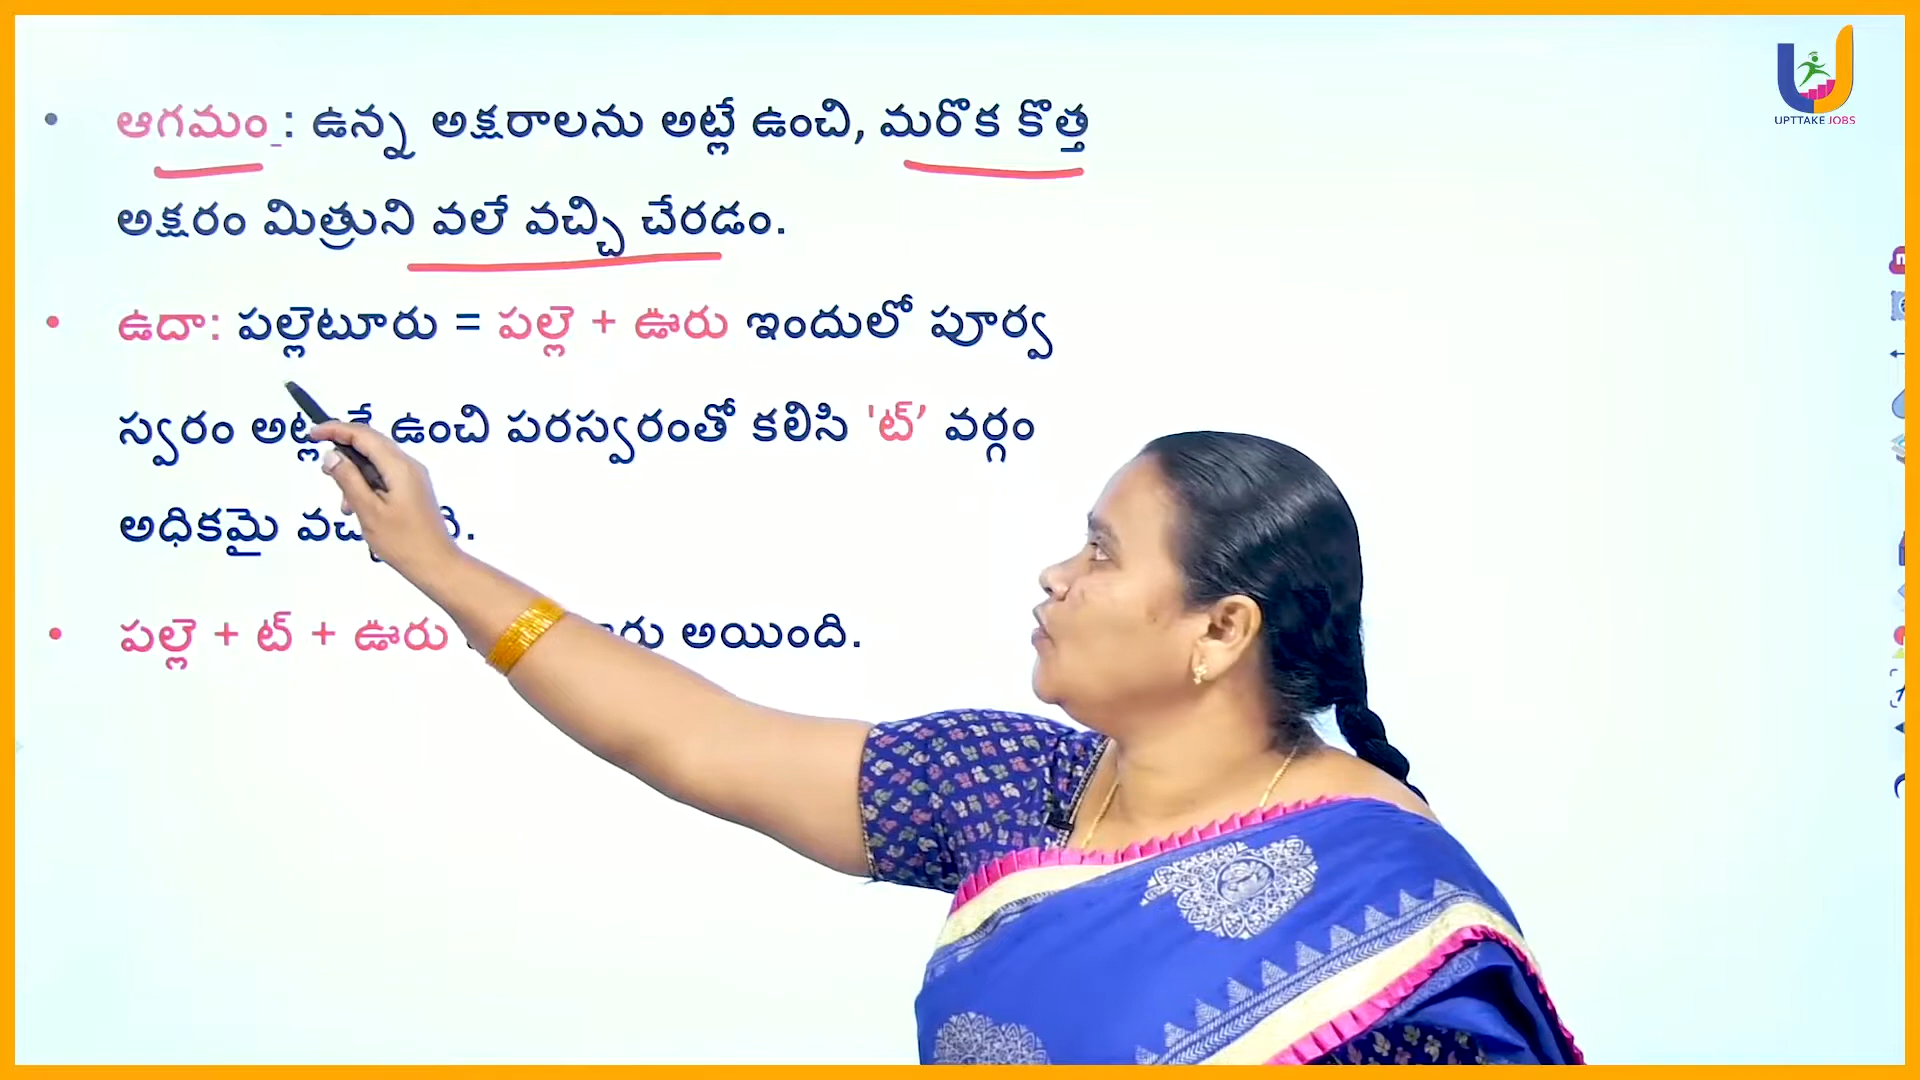 ఆగమం : ఉన్న అక్షరాలను అట్లే ఉంచి, మరొక కొత్త
అక్షరం మిత్రుని వలే వచ్చి చేరడం.
ఉదా: పల్లెటూరు = పల్లె + ఊరు ఇందులో పూర్వ
స్వరం ఉంచి పరస్వరంతో కలిసి 'ట్’ వర్గం
అధికమై
పల్లె + ట్ + ఊరు అయింది.
UPTTAKE JOBS